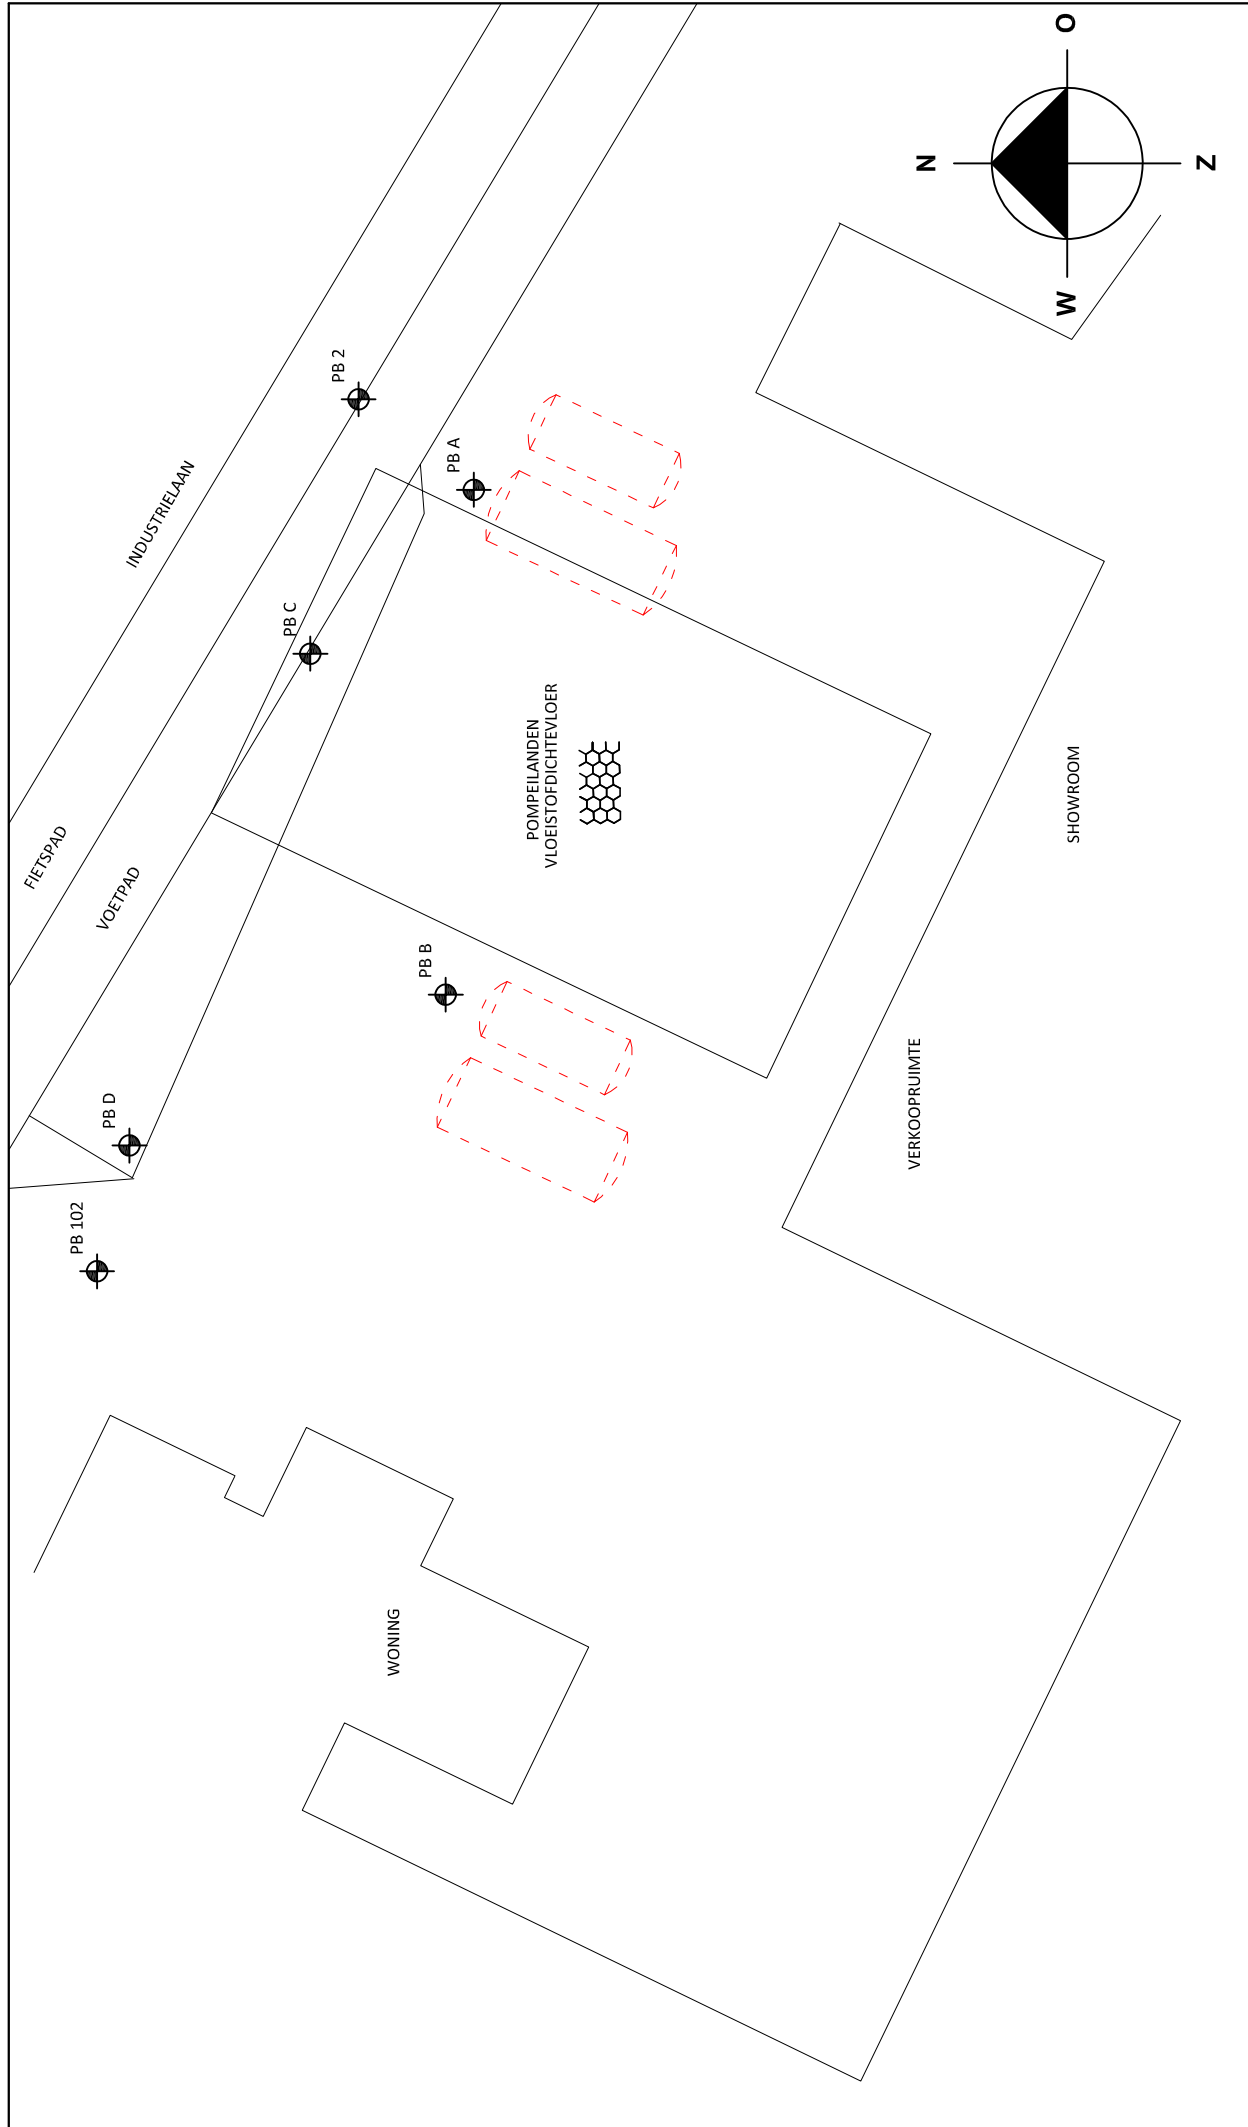 O
N
Z
W
PB 2
PB A
INDUSTRIELAAN
PB C
POMPEILANDEN
VLOEISTOFDICHTEVLOER
SHOWROOM
FIETSPAD
VOETPAD
PB B
VERKOOPRUIMTE
PB D
PB 102
WONING